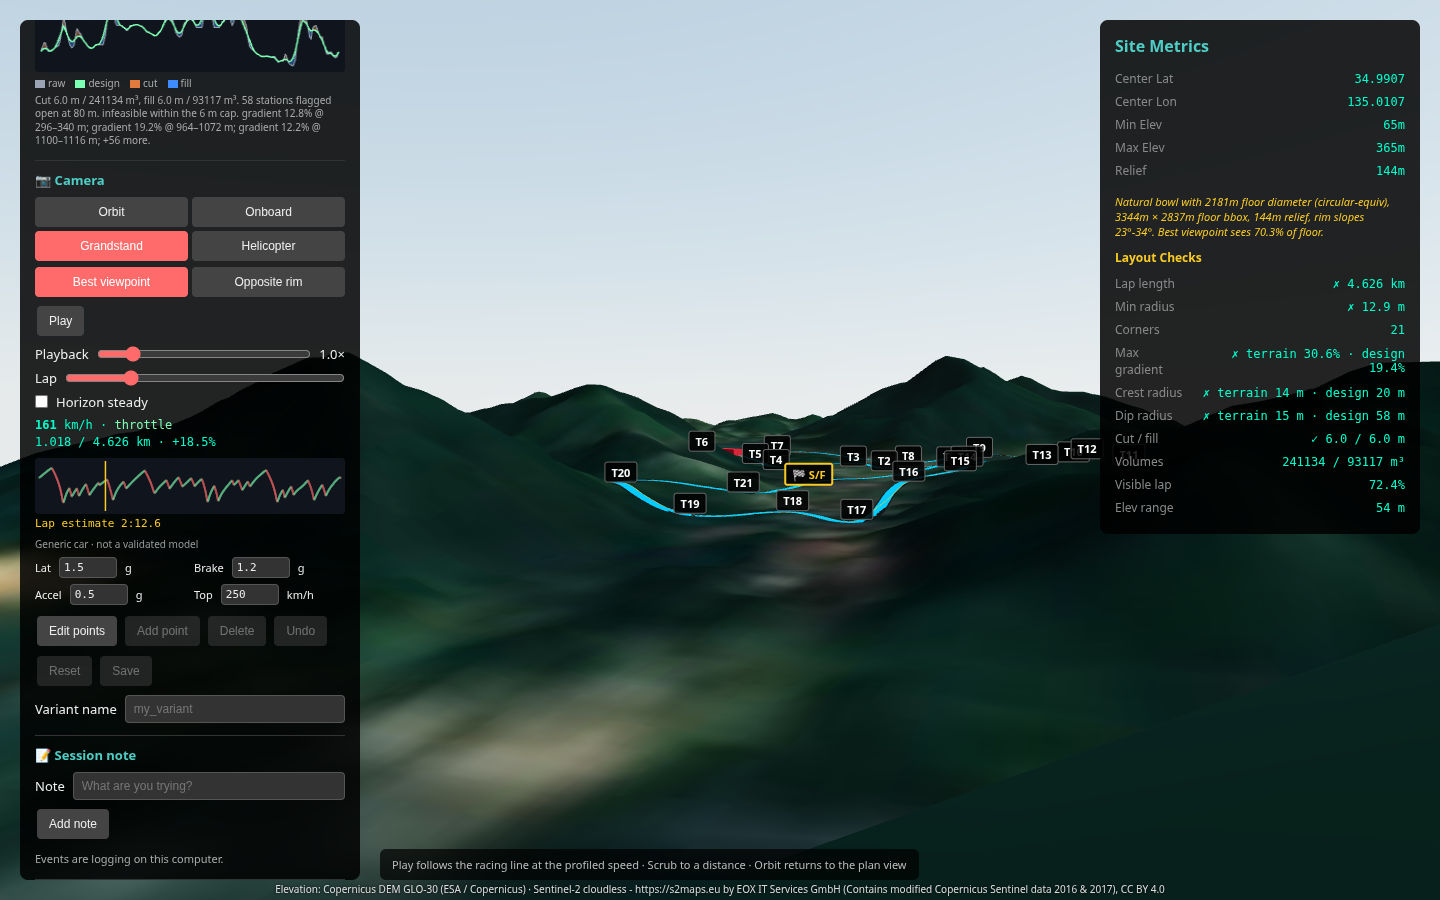 raw design cut fill
Cut 6.0 m / 241134 m³, fill 6.0 m / 93117 m³. 58 stations flagged
open at 80 m. infeasible within the 6 m cap. gradient 12.8% @
296–340 m; gradient 19.2% @ 964–1072 m; gradient 12.2% @
1100–1116 m; +56 more.
📷 Camera
Orbit
Onboard
Grandstand
Helicopter
Best viewpoint
Opposite rim
Play
Playback 1.0×
Lap
Horizon steady
161 km/h · throttle
1.018 / 4.626 km · +18.5%
Lap estimate 2:12.6
Generic car · not a validated model
Lat 1.5 g Brake 1.2 g
Accel 0.5 g Top 250 km/h
Edit points
Add point
Delete
Undo
Reset
Save
Variant name my_variant
📝 Session note
Note What are you trying?
Add note
Events are logging on this computer.
T6
T7
T5
T4
T3
T2
T8
T9
T15
T16
T13
T12
T11
T20
T21
🏁 S/F
T19
T18
T17
Site Metrics
Center Lat 34.9907
Center Lon 135.0107
Min Elev 65m
Max Elev 365m
Relief 144m
Natural bowl with 2181m floor diameter (circular-equiv),
3344m × 2837m floor bbox, 144m relief, rim slopes
23°-34°. Best viewpoint sees 70.3% of floor.
Layout Checks
Lap length ✗ 4.626 km
Min radius ✗ 12.9 m
Corners 21
Max gradient ✗ terrain 30.6% · design 19.4%
Crest radius ✗ terrain 14 m · design 20 m
Dip radius ✗ terrain 15 m · design 58 m
Cut / fill ✓ 6.0 / 6.0 m
Volumes 241134 / 93117 m³
Visible lap 72.4%
Elev range 54 m
Play follows the racing line at the profiled speed · Scrub to a distance · Orbit returns to the plan view
Elevation: Copernicus DEM GLO-30 (ESA / Copernicus) · Sentinel-2 cloudless - https://s2maps.eu by EOX IT Services GmbH (Contains modified Copernicus Sentinel data 2016 & 2017), CC BY 4.0